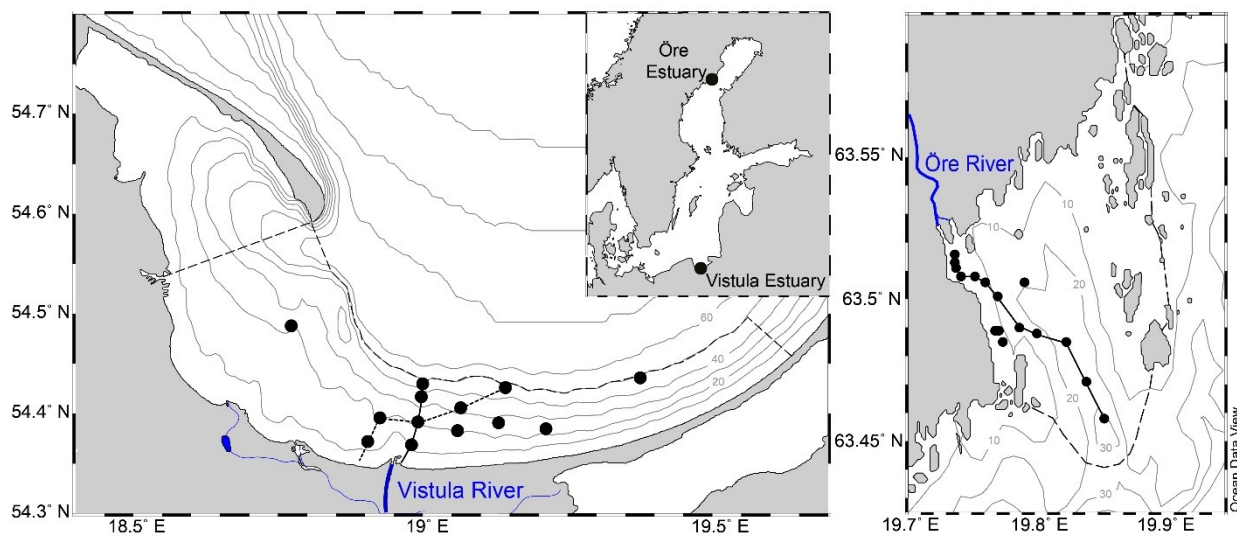 54.7° N
54.6° N
54.5° N
54.4° N
54.3° N
18.5° E
19° E
19.5° E
60
40
20
Vistula River
Öre
Estuary
Vistula Estuary
63.55° N
63.5° N
63.45° N
19.7° E
19.8° E
19.9° E
Öre River
10
10
20
30
20
10
30
30
Ocean Data View